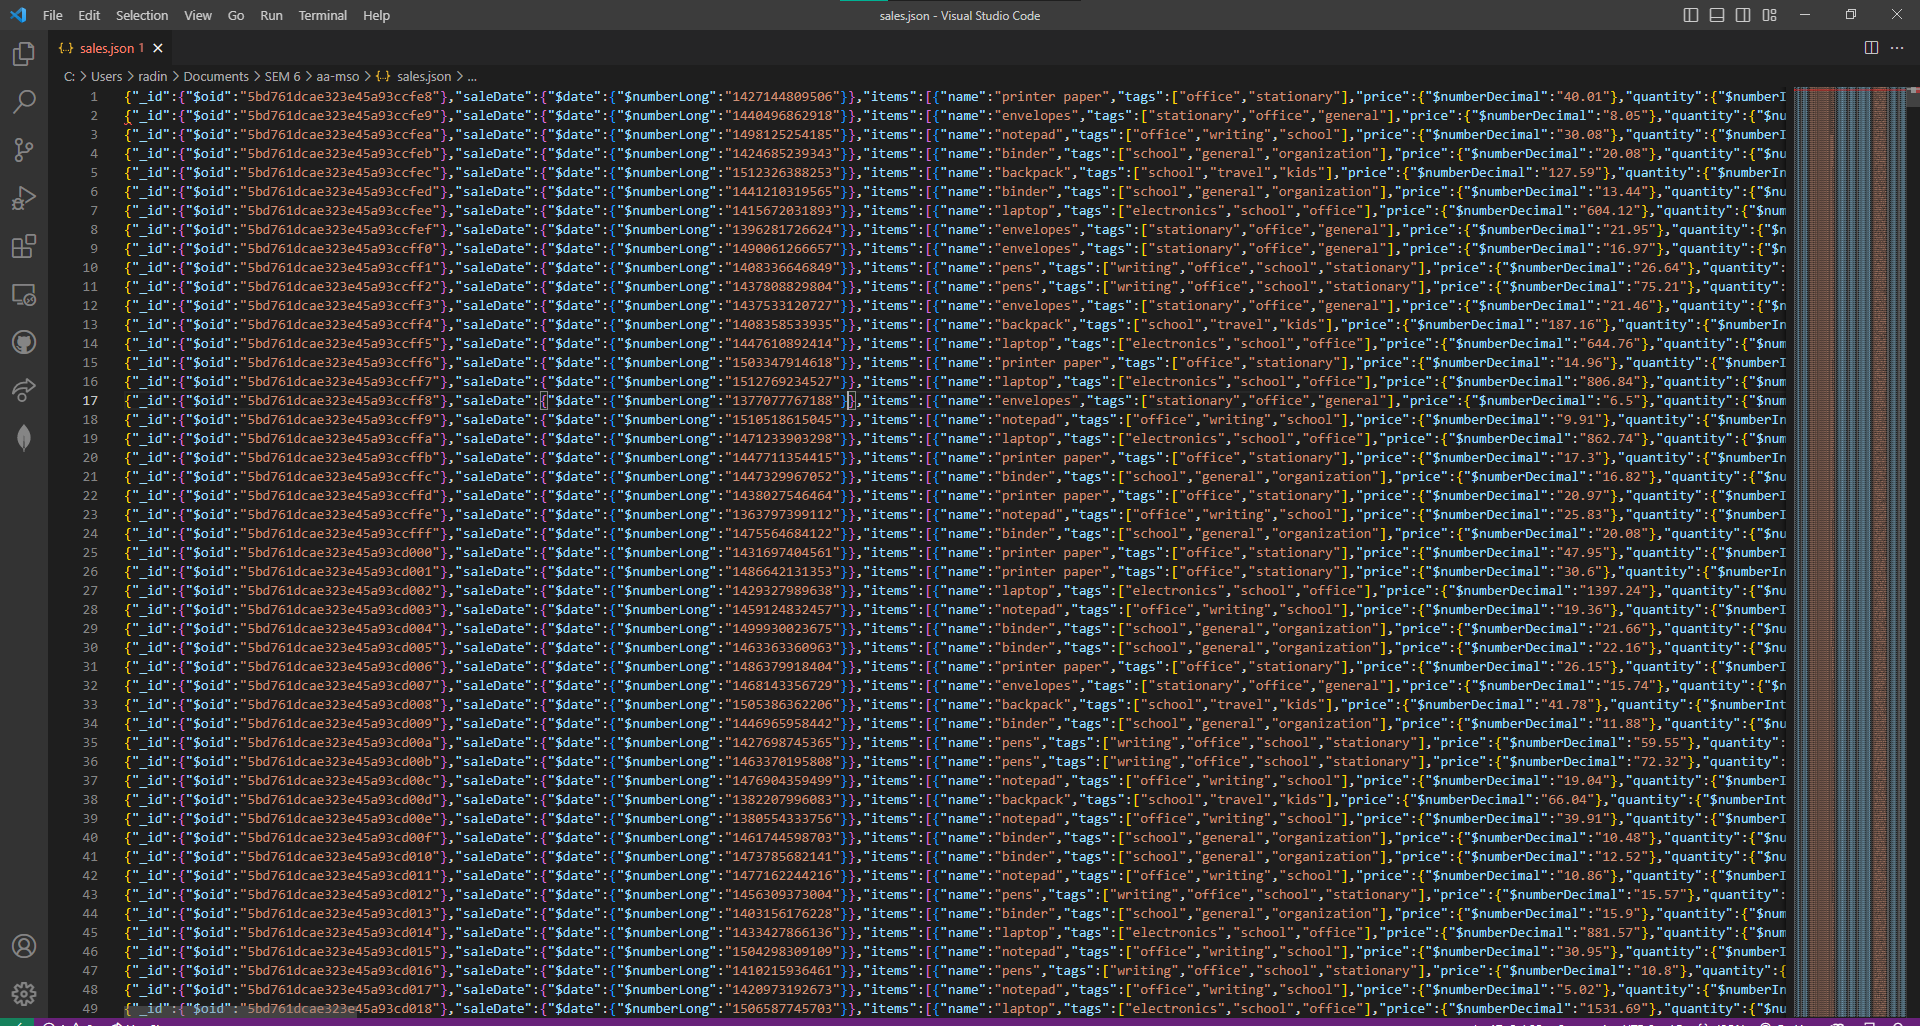 File Edit Selection View Go Run Terminal Help
sales.json - Visual Studio Code
sales.json 1
C: > Users > radin > Documents > SEM 6 > aa-mso > {..} sales.json > ...
1 {"_id":{"$oid":"5bd761dcae323e45a93ccfe8"},"saleDate":{"$date":{"$numberLong":"1427144809506"}},"items":[{"name":"printer paper","tags":["office","stationary"],"price":{"$numberDecimal":"40.01"},"quantity":{"$numberI
2 {"_id":{"$oid":"5bd761dcae323e45a93ccfe9"},"saleDate":{"$date":{"$numberLong":"1440496862918"}},"items":[{"name":"envelopes","tags":["stationary","office","general"],"price":{"$numberDecimal":"8.05"},"quantity":{"$nu
3 {"_id":{"$oid":"5bd761dcae323e45a93ccfea"},"saleDate":{"$date":{"$numberLong":"1498125254185"}},"items":[{"name":"notepad","tags":["office","writing","school"],"price":{"$numberDecimal":"30.08"},"quantity":{"$numberI
4 {"_id":{"$oid":"5bd761dcae323e45a93ccfeb"},"saleDate":{"$date":{"$numberLong":"1424685239343"}},"items":[{"name":"binder","tags":["school","general","organization"],"price":{"$numberDecimal":"20.08"},"quantity":{"$nu
5 {"_id":{"$oid":"5bd761dcae323e45a93ccfec"},"saleDate":{"$date":{"$numberLong":"1512326388253"}},"items":[{"name":"backpack","tags":["school","travel","kids"],"price":{"$numberDecimal":"127.59"},"quantity":{"$numberIn
6 {"_id":{"$oid":"5bd761dcae323e45a93ccfed"},"saleDate":{"$date":{"$numberLong":"1441210319565"}},"items":[{"name":"binder","tags":["school","general","organization"],"price":{"$numberDecimal":"13.44"},"quantity":{"$nu
7 {"_id":{"$oid":"5bd761dcae323e45a93ccfee"},"saleDate":{"$date":{"$numberLong":"1415672031893"}},"items":[{"name":"laptop","tags":["electronics","school","office"],"price":{"$numberDecimal":"604.12"},"quantity":{"$num
8 {"_id":{"$oid":"5bd761dcae323e45a93ccfef"},"saleDate":{"$date":{"$numberLong":"1396281726624"}},"items":[{"name":"envelopes","tags":["stationary","office","general"],"price":{"$numberDecimal":"21.95"},"quantity":{"$n
9 {"_id":{"$oid":"5bd761dcae323e45a93ccff0"},"saleDate":{"$date":{"$numberLong":"1490061266657"}},"items":[{"name":"envelopes","tags":["stationary","office","general"],"price":{"$numberDecimal":"16.97"},"quantity":{"$n
10 {"_id":{"$oid":"5bd761dcae323e45a93ccff1"},"saleDate":{"$date":{"$numberLong":"1408336646849"}},"items":[{"name":"pens","tags":["writing","office","school","stationary"],"price":{"$numberDecimal":"26.64"},"quantity":
11 {"_id":{"$oid":"5bd761dcae323e45a93ccff2"},"saleDate":{"$date":{"$numberLong":"1437808829804"}},"items":[{"name":"pens","tags":["writing","office","school","stationary"],"price":{"$numberDecimal":"75.21"},"quantity":
12 {"_id":{"$oid":"5bd761dcae323e45a93ccff3"},"saleDate":{"$date":{"$numberLong":"1437533120727"}},"items":[{"name":"envelopes","tags":["stationary","office","general"],"price":{"$numberDecimal":"21.46"},"quantity":{"$n
13 {"_id":{"$oid":"5bd761dcae323e45a93ccff4"},"saleDate":{"$date":{"$numberLong":"1408358533935"}},"items":[{"name":"backpack","tags":["school","travel","kids"],"price":{"$numberDecimal":"187.16"},"quantity":{"$numberIn
14 {"_id":{"$oid":"5bd761dcae323e45a93ccff5"},"saleDate":{"$date":{"$numberLong":"1447610892414"}},"items":[{"name":"laptop","tags":["electronics","school","office"],"price":{"$numberDecimal":"644.76"},"quantity":{"$num
15 {"_id":{"$oid":"5bd761dcae323e45a93ccff6"},"saleDate":{"$date":{"$numberLong":"1503347914618"}},"items":[{"name":"printer paper","tags":["office","stationary"],"price":{"$numberDecimal":"14.96"},"quantity":{"$numberI
16 {"_id":{"$oid":"5bd761dcae323e45a93ccff7"},"saleDate":{"$date":{"$numberLong":"1512769234527"}},"items":[{"name":"laptop","tags":["electronics","school","office"],"price":{"$numberDecimal":"806.84"},"quantity":{"$num
17 {"_id":{"$oid":"5bd761dcae323e45a93ccff8"},"saleDate":{"$date":{"$numberLong":"1377077767188"}},"items":[{"name":"envelopes","tags":["stationary","office","general"],"price":{"$numberDecimal":"6.5"},"quantity":{"$num
18 {"_id":{"$oid":"5bd761dcae323e45a93ccff9"},"saleDate":{"$date":{"$numberLong":"1510518615045"}},"items":[{"name":"notepad","tags":["office","writing","school"],"price":{"$numberDecimal":"9.91"},"quantity":{"$numberIn
19 {"_id":{"$oid":"5bd761dcae323e45a93ccffa"},"saleDate":{"$date":{"$numberLong":"1471233903298"}},"items":[{"name":"laptop","tags":["electronics","school","office"],"price":{"$numberDecimal":"862.74"},"quantity":{"$num
20 {"_id":{"$oid":"5bd761dcae323e45a93ccffb"},"saleDate":{"$date":{"$numberLong":"1447711354415"}},"items":[{"name":"printer paper","tags":["office","stationary"],"price":{"$numberDecimal":"17.3"},"quantity":{"$numberIn
21 {"_id":{"$oid":"5bd761dcae323e45a93ccffc"},"saleDate":{"$date":{"$numberLong":"1447329967052"}},"items":[{"name":"binder","tags":["school","general","organization"],"price":{"$numberDecimal":"16.82"},"quantity":{"$nu
22 {"_id":{"$oid":"5bd761dcae323e45a93ccffd"},"saleDate":{"$date":{"$numberLong":"1438027546464"}},"items":[{"name":"printer paper","tags":["office","stationary"],"price":{"$numberDecimal":"20.97"},"quantity":{"$numberI
23 {"_id":{"$oid":"5bd761dcae323e45a93ccffe"},"saleDate":{"$date":{"$numberLong":"1363797399112"}},"items":[{"name":"notepad","tags":["office","writing","school"],"price":{"$numberDecimal":"25.83"},"quantity":{"$numberI
24 {"_id":{"$oid":"5bd761dcae323e45a93ccfff"},"saleDate":{"$date":{"$numberLong":"1475564684122"}},"items":[{"name":"binder","tags":["school","general","organization"],"price":{"$numberDecimal":"20.08"},"quantity":{"$nu
25 {"_id":{"$oid":"5bd761dcae323e45a93cd000"},"saleDate":{"$date":{"$numberLong":"1431697404561"}},"items":[{"name":"printer paper","tags":["office","stationary"],"price":{"$numberDecimal":"47.95"},"quantity":{"$numberI
26 {"_id":{"$oid":"5bd761dcae323e45a93cd001"},"saleDate":{"$date":{"$numberLong":"1486642131353"}},"items":[{"name":"printer paper","tags":["office","stationary"],"price":{"$numberDecimal":"30.6"},"quantity":{"$numberIn
27 {"_id":{"$oid":"5bd761dcae323e45a93cd002"},"saleDate":{"$date":{"$numberLong":"1429327989638"}},"items":[{"name":"laptop","tags":["electronics","school","office"],"price":{"$numberDecimal":"1397.24"},"quantity":{"$nu
28 {"_id":{"$oid":"5bd761dcae323e45a93cd003"},"saleDate":{"$date":{"$numberLong":"1459124832457"}},"items":[{"name":"notepad","tags":["office","writing","school"],"price":{"$numberDecimal":"19.36"},"quantity":{"$numberI
29 {"_id":{"$oid":"5bd761dcae323e45a93cd004"},"saleDate":{"$date":{"$numberLong":"1499930023675"}},"items":[{"name":"binder","tags":["school","general","organization"],"price":{"$numberDecimal":"21.66"},"quantity":{"$nu
30 {"_id":{"$oid":"5bd761dcae323e45a93cd005"},"saleDate":{"$date":{"$numberLong":"1463363360963"}},"items":[{"name":"binder","tags":["school","general","organization"],"price":{"$numberDecimal":"22.16"},"quantity":{"$nu
31 {"_id":{"$oid":"5bd761dcae323e45a93cd006"},"saleDate":{"$date":{"$numberLong":"1486379918404"}},"items":[{"name":"printer paper","tags":["office","stationary"],"price":{"$numberDecimal":"26.15"},"quantity":{"$numberI
32 {"_id":{"$oid":"5bd761dcae323e45a93cd007"},"saleDate":{"$date":{"$numberLong":"1468143356729"}},"items":[{"name":"envelopes","tags":["stationary","office","general"],"price":{"$numberDecimal":"15.74"},"quantity":{"$n
33 {"_id":{"$oid":"5bd761dcae323e45a93cd008"},"saleDate":{"$date":{"$numberLong":"1505386362206"}},"items":[{"name":"backpack","tags":["school","travel","kids"],"price":{"$numberDecimal":"41.78"},"quantity":{"$numberInt
34 {"_id":{"$oid":"5bd761dcae323e45a93cd009"},"saleDate":{"$date":{"$numberLong":"1446965958442"}},"items":[{"name":"binder","tags":["school","general","organization"],"price":{"$numberDecimal":"11.88"},"quantity":{"$nu
35 {"_id":{"$oid":"5bd761dcae323e45a93cd00a"},"saleDate":{"$date":{"$numberLong":"1427698745365"}},"items":[{"name":"pens","tags":["writing","office","school","stationary"],"price":{"$numberDecimal":"59.55"},"quantity":
36 {"_id":{"$oid":"5bd761dcae323e45a93cd00b"},"saleDate":{"$date":{"$numberLong":"1463370195808"}},"items":[{"name":"pens","tags":["writing","office","school","stationary"],"price":{"$numberDecimal":"72.32"},"quantity":
37 {"_id":{"$oid":"5bd761dcae323e45a93cd00c"},"saleDate":{"$date":{"$numberLong":"1476904359499"}},"items":[{"name":"notepad","tags":["office","writing","school"],"price":{"$numberDecimal":"19.04"},"quantity":{"$numberI
38 {"_id":{"$oid":"5bd761dcae323e45a93cd00d"},"saleDate":{"$date":{"$numberLong":"1382207996083"}},"items":[{"name":"backpack","tags":["school","travel","kids"],"price":{"$numberDecimal":"66.04"},"quantity":{"$numberInt
39 {"_id":{"$oid":"5bd761dcae323e45a93cd00e"},"saleDate":{"$date":{"$numberLong":"1380554333756"}},"items":[{"name":"notepad","tags":["office","writing","school"],"price":{"$numberDecimal":"39.91"},"quantity":{"$numberI
40 {"_id":{"$oid":"5bd761dcae323e45a93cd00f"},"saleDate":{"$date":{"$numberLong":"1461744598703"}},"items":[{"name":"binder","tags":["school","general","organization"],"price":{"$numberDecimal":"10.48"},"quantity":{"$nu
41 {"_id":{"$oid":"5bd761dcae323e45a93cd010"},"saleDate":{"$date":{"$numberLong":"1473785682141"}},"items":[{"name":"binder","tags":["school","general","organization"],"price":{"$numberDecimal":"12.52"},"quantity":{"$nu
42 {"_id":{"$oid":"5bd761dcae323e45a93cd011"},"saleDate":{"$date":{"$numberLong":"1477162244216"}},"items":[{"name":"notepad","tags":["office","writing","school"],"price":{"$numberDecimal":"10.86"},"quantity":{"$numberI
43 {"_id":{"$oid":"5bd761dcae323e45a93cd012"},"saleDate":{"$date":{"$numberLong":"1456309373004"}},"items":[{"name":"pens","tags":["writing","office","school","stationary"],"price":{"$numberDecimal":"15.57"},"quantity":
44 {"_id":{"$oid":"5bd761dcae323e45a93cd013"},"saleDate":{"$date":{"$numberLong":"1403156176228"}},"items":[{"name":"binder","tags":["school","general","organization"],"price":{"$numberDecimal":"15.9"},"quantity":{"$num
45 {"_id":{"$oid":"5bd761dcae323e45a93cd014"},"saleDate":{"$date":{"$numberLong":"1433427866136"}},"items":[{"name":"laptop","tags":["electronics","school","office"],"price":{"$numberDecimal":"881.57"},"quantity":{"$num
46 {"_id":{"$oid":"5bd761dcae323e45a93cd015"},"saleDate":{"$date":{"$numberLong":"1504298309109"}},"items":[{"name":"notepad","tags":["office","writing","school"],"price":{"$numberDecimal":"30.95"},"quantity":{"$numberI
47 {"_id":{"$oid":"5bd761dcae323e45a93cd016"},"saleDate":{"$date":{"$numberLong":"1410215936461"}},"items":[{"name":"pens","tags":["writing","office","school","stationary"],"price":{"$numberDecimal":"10.8"},"quantity":{
48 {"_id":{"$oid":"5bd761dcae323e45a93cd017"},"saleDate":{"$date":{"$numberLong":"1420973192673"}},"items":[{"name":"notepad","tags":["office","writing","school"],"price":{"$numberDecimal":"5.02"},"quantity":{"$numberIn
49 {"_id":{"$oid":"5bd761dcae323e45a93cd018"},"saleDate":{"$date":{"$numberLong":"1506587745703"}},"items":[{"name":"laptop","tags":["electronics","school","office"],"price":{"$numberDecimal":"1531.69"},"quantity":{"$nu